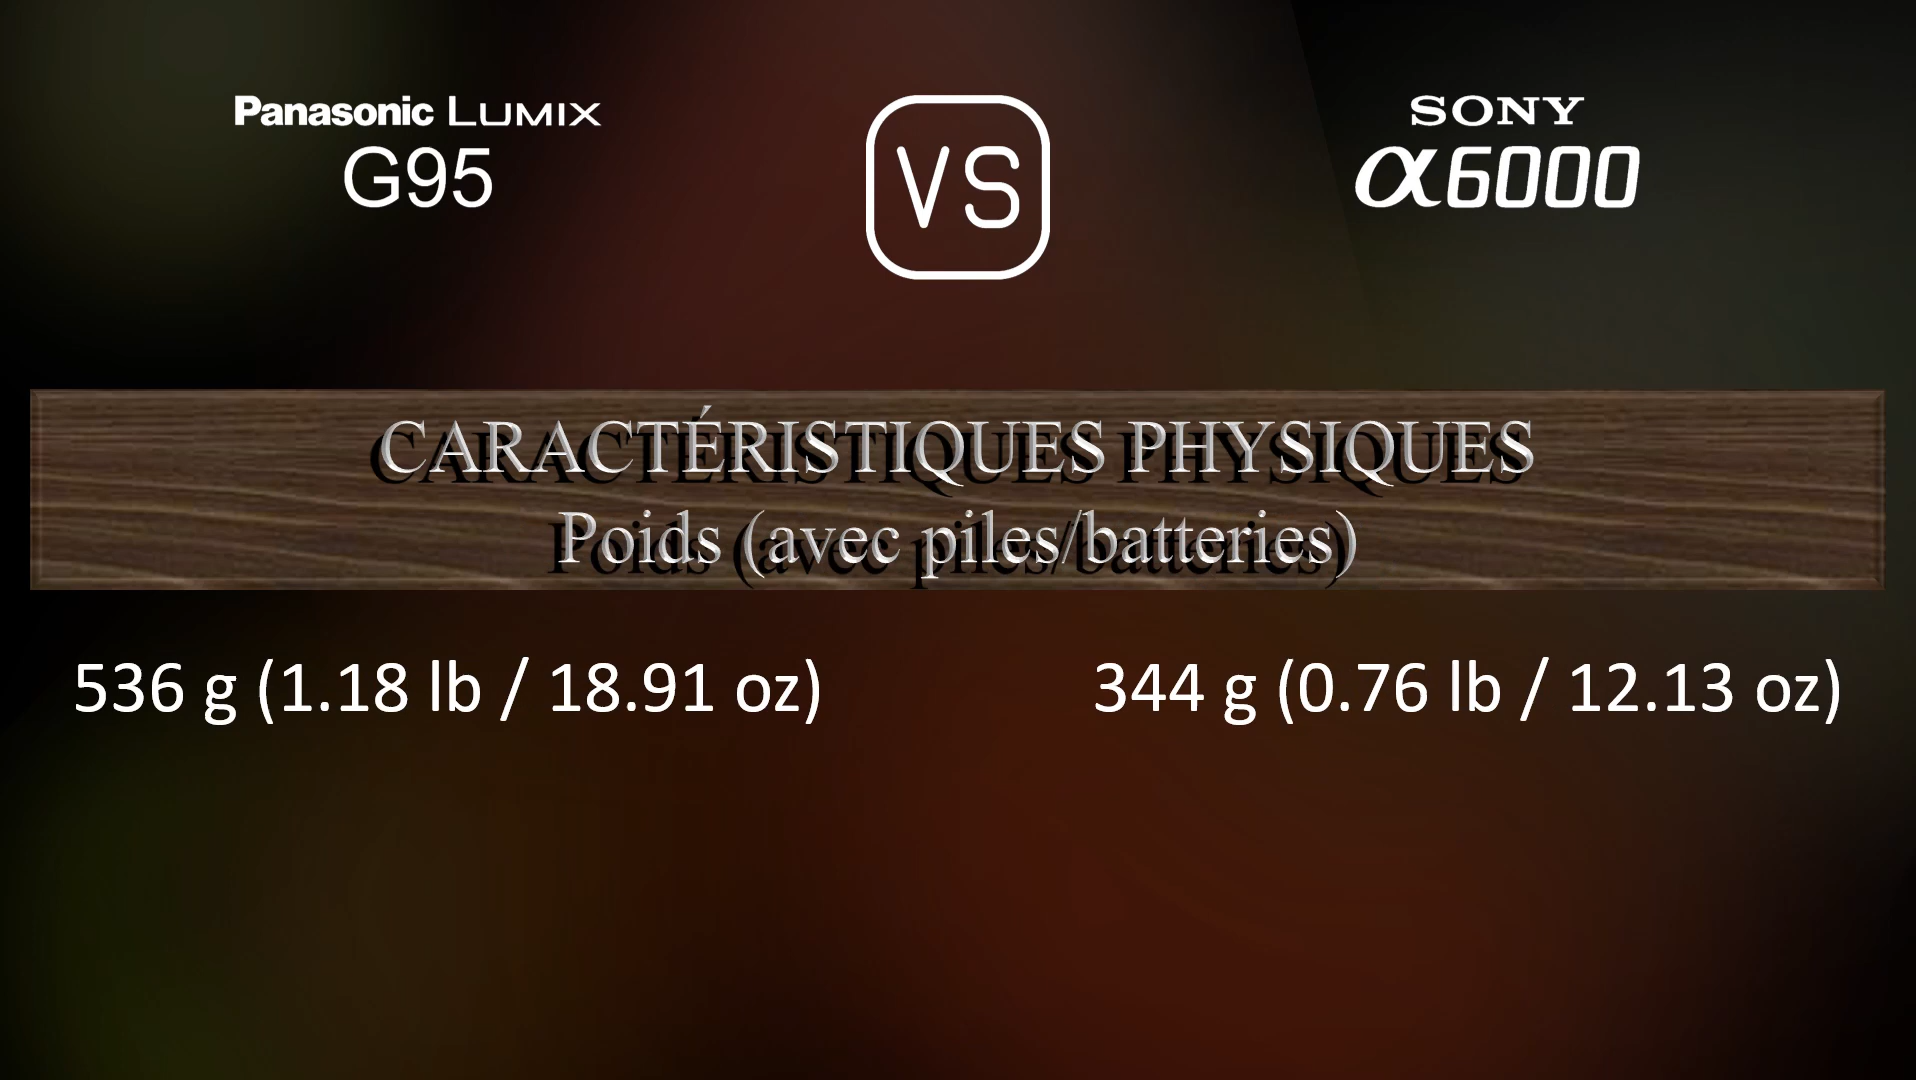 Panasonic LUMIX
G95
VS
SONY
α6000
CARACTÉRISTIQUES PHYSIQUES
Poids (avec piles/batteries)
536 g (1.18 lb / 18.91 oz)
344 g (0.76 lb / 12.13 oz)